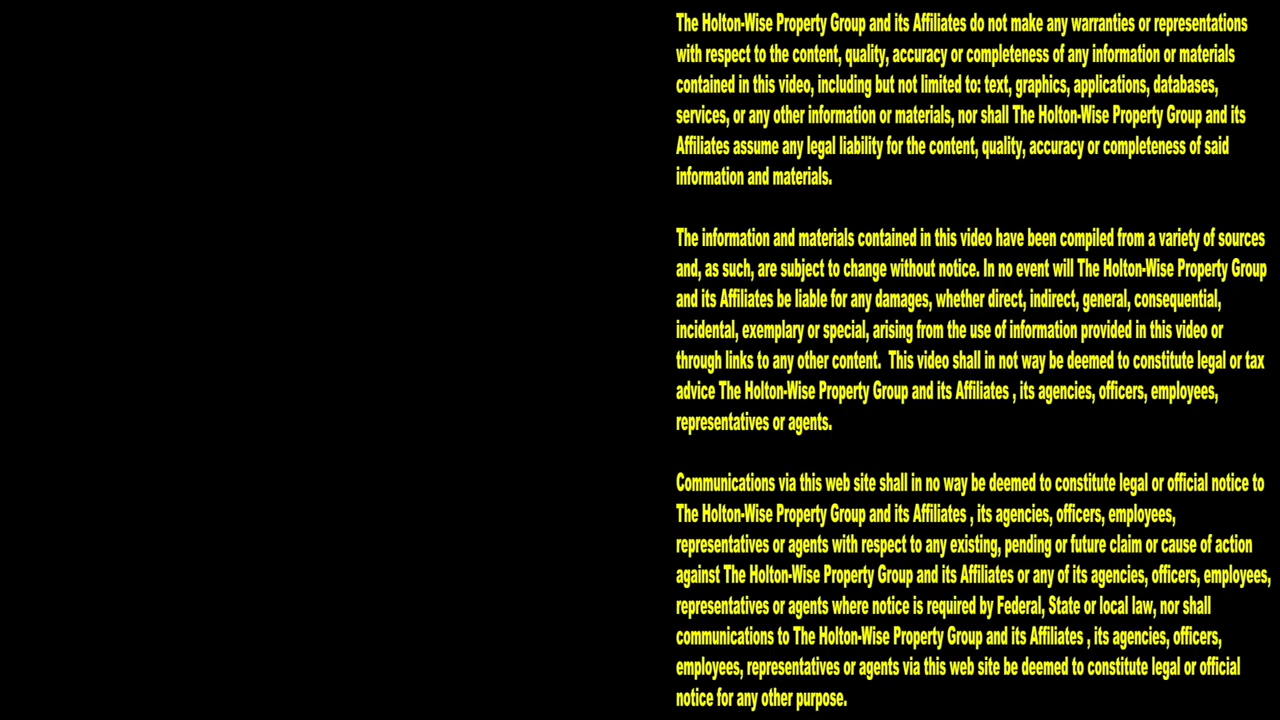 The Holton-Wise Property Group and its Affiliates do not make any warranties or representations
with respect to the content, quality, accuracy or completeness of any information or materials
contained in this video, including but not limited to: text, graphics, applications, databases,
services, or any other information or materials, nor shall The Holton-Wise Property Group and its
Affiliates assume any legal liability for the content, quality, accuracy or completeness of said
information and materials.
The information and materials contained in this video have been compiled from a variety of sources
and, as such, are subject to change without notice. In no event will The Holton-Wise Property Group
and its Affiliates be liable for any damages, whether direct, indirect, general, consequential,
incidental, exemplary or special, arising from the use of information provided in this video or
through links to any other content.  This video shall in not way be deemed to constitute legal or tax
advice The Holton-Wise Property Group and its Affiliates , its agencies, officers, employees,
representatives or agents.
Communications via this web site shall in no way be deemed to constitute legal or official notice to
The Holton-Wise Property Group and its Affiliates , its agencies, officers, employees,
representatives or agents with respect to any existing, pending or future claim or cause of action
against The Holton-Wise Property Group and its Affiliates or any of its agencies, officers, employees,
representatives or agents where notice is required by Federal, State or local law, nor shall
communications to The Holton-Wise Property Group and its Affiliates , its agencies, officers,
employees, representatives or agents via this web site be deemed to constitute legal or official
notice for any other purpose.